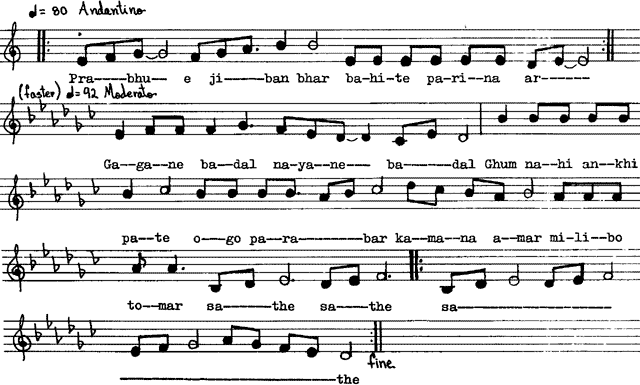 ♩= 80 Andantino
Pra----bhu-- e ji-----ban bhar ba-hi-te pa-ri-na ar------
(faster) ♩=92 Moderato
Ga--ga-ne ba--dal na-ya--ne--- ba------dal Ghum na--hi an--khi
pa--te o---go pa--ra---------bar ka-ma--na a--mar mi-li--bo
to--mar sa-----the sa----the sa--------------------
fine
----------------------------the